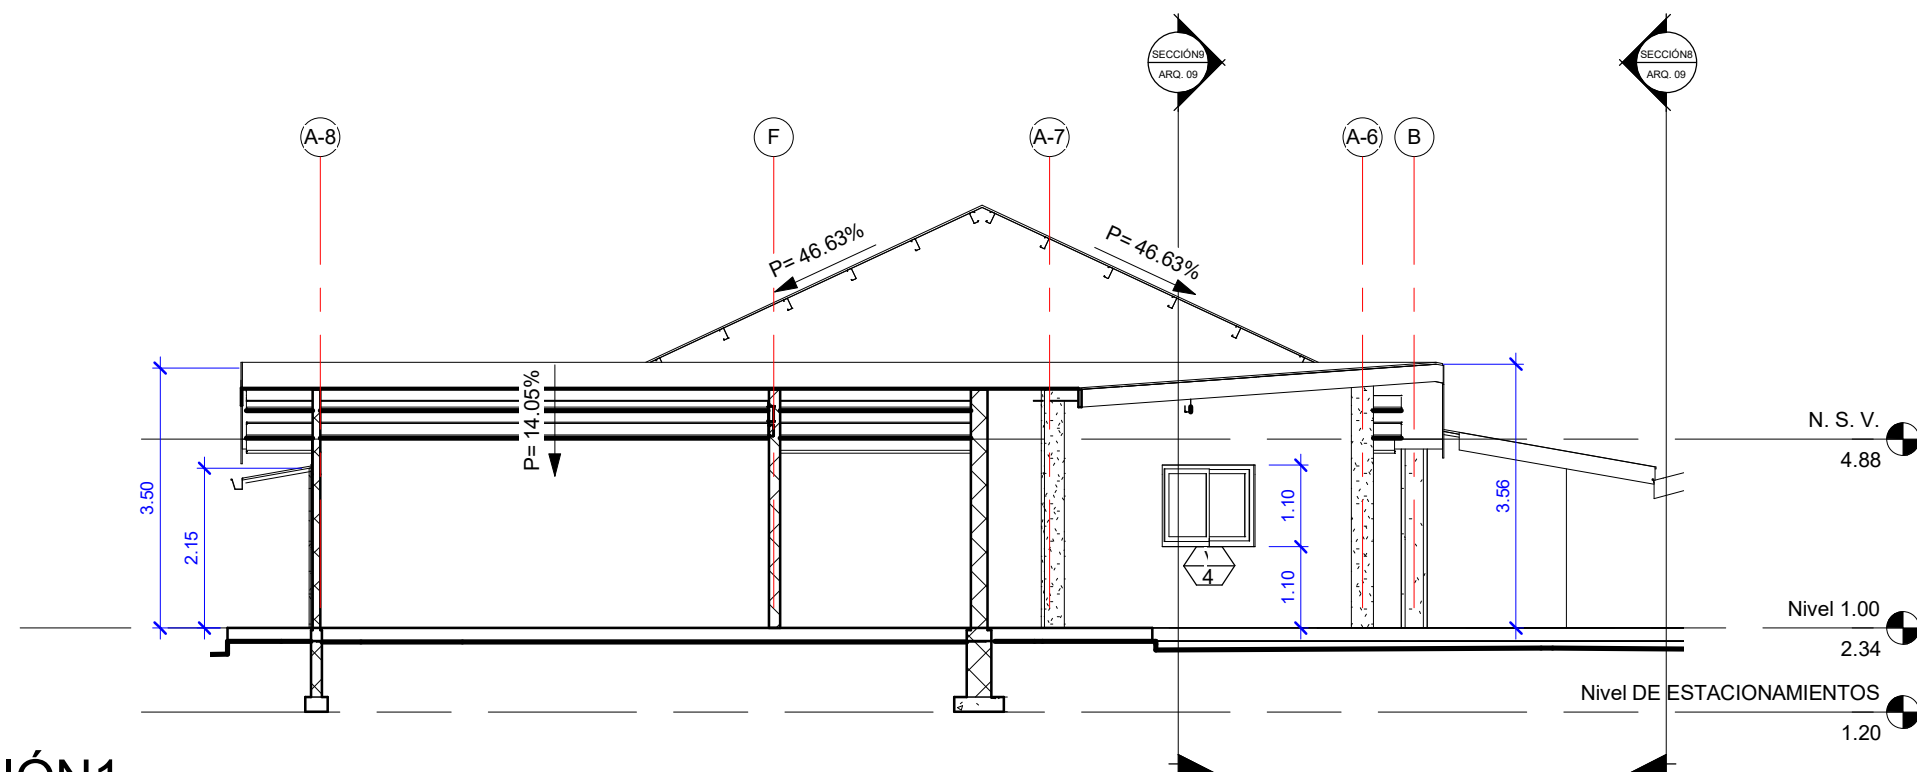 SECCIÓN9
ARQ. 09
SECCIÓN8
ARQ. 09
A-8
F
A-7
A-6
B
P= 46.63%
P= 46.63%
P= 14.05%
3.50
2.15
1.10
1.10
3.56
4
N. S. V.
4.88
Nivel 1.00
2.34
Nivel DE ESTACIONAMIENTOS
1.20